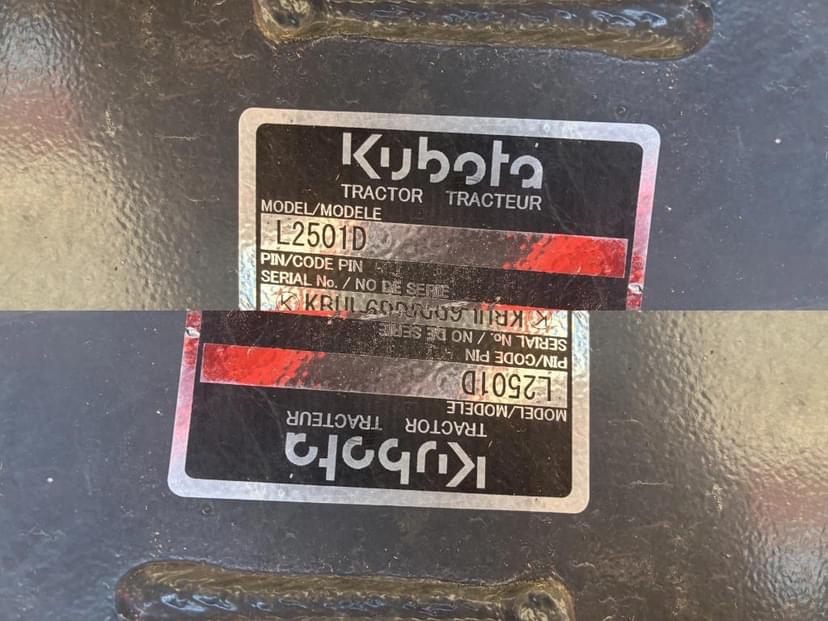 Kubota
TRACTOR TRACTEUR
MODEL/MODELE
L2501D
PIN/CODE PIN
SERIAL No. / NO DE SERIE
SERIAL No. / NO DE SERIE
PIN/CODE PIN
L2501D
MODEL/MODELE
TRACTOR TRACTEUR
Kubota